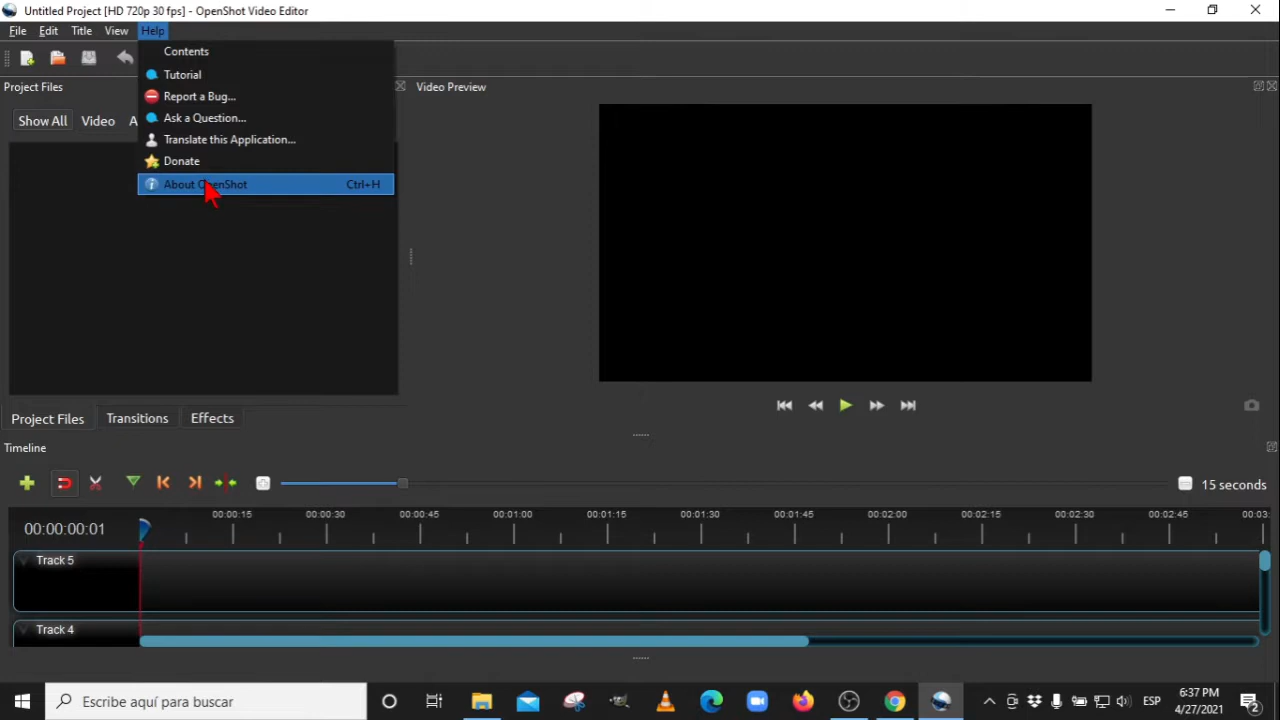 Untitled Project [HD 720p 30 fps] - OpenShot Video Editor
File Edit Title View Help
Contents
Tutorial
Report a Bug...
Ask a Question...
Translate this Application...
Donate
About OpenShot Ctrl+H
Project Files
Show All Video A
Video Preview
Project Files Transitions Effects
Timeline
15 seconds
00:00:00:01
00:00:15 00:00:30 00:00:45 00:01:00 00:01:15 00:01:30 00:01:45 00:02:00 00:02:15 00:02:30 00:02:45 00:03:
Track 5
Track 4
Escribe aquí para buscar
ESP
6:37 PM
4/27/2021
2